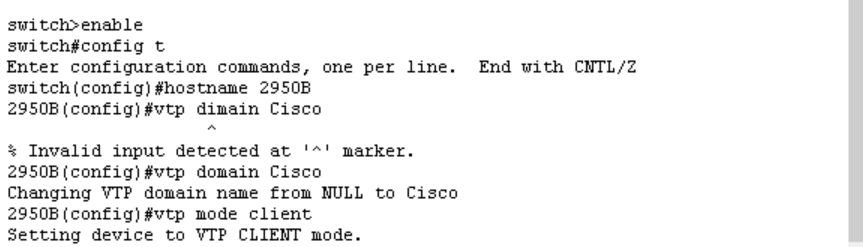 switch>enable
switch#config t
Enter configuration commands, one per line.  End with CNTL/Z
switch(config)#hostname 2950B
2950B(config)#vtp dimain Cisco
                   ^
% Invalid input detected at '^' marker.
2950B(config)#vtp domain Cisco
Changing VTP domain name from NULL to Cisco
2950B(config)#vtp mode client
Setting device to VTP CLIENT mode.